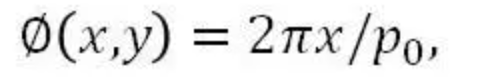 Ø(x,y) = 2πx/p₀,